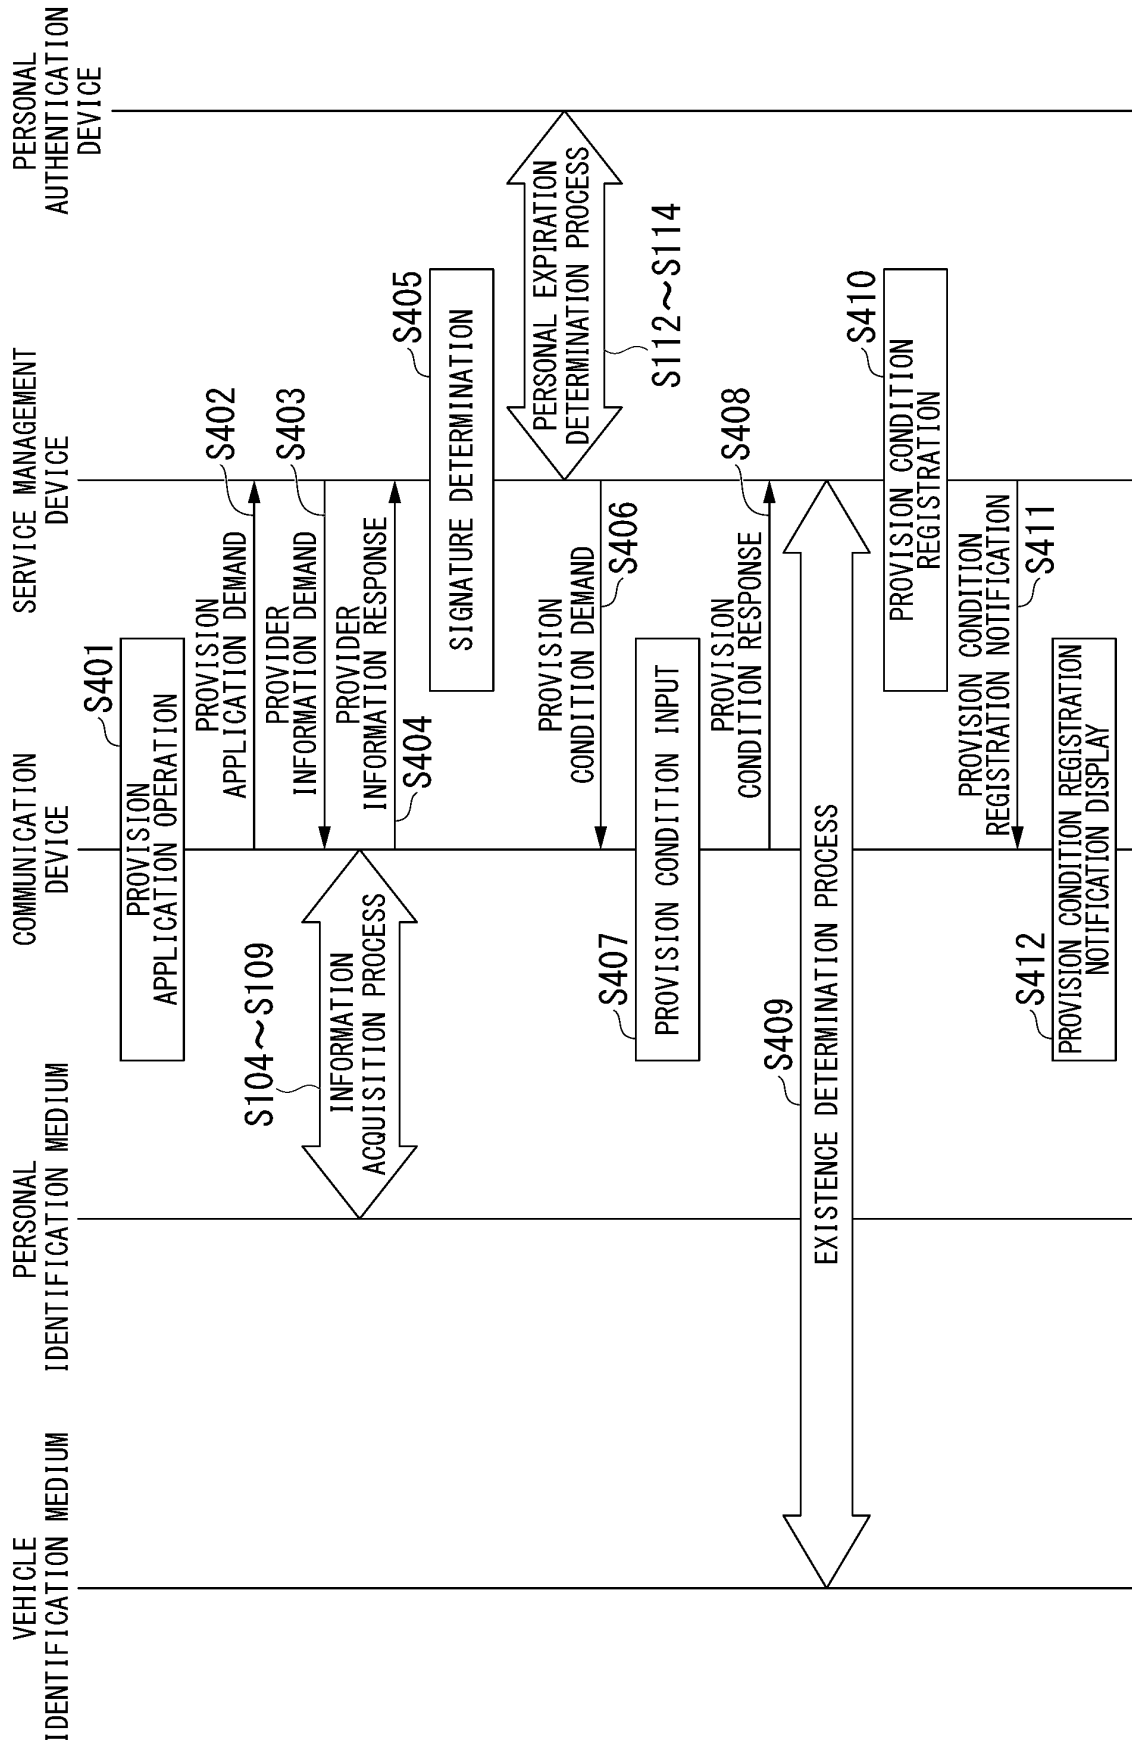 VEHICLE
IDENTIFICATION MEDIUM
PERSONAL
IDENTIFICATION MEDIUM
COMMUNICATION
DEVICE
SERVICE MANAGEMENT
DEVICE
PERSONAL
AUTHENTICATION
DEVICE
S401
PROVISION
APPLICATION OPERATION
PROVISION
APPLICATION DEMAND
S402
PROVIDER
INFORMATION DEMAND
S403
S104~S109
INFORMATION
ACQUISITION PROCESS
PROVIDER
INFORMATION RESPONSE
S404
S405
SIGNATURE DETERMINATION
PERSONAL EXPIRATION
DETERMINATION PROCESS
S112~S114
PROVISION
CONDITION DEMAND
S406
S407
PROVISION CONDITION INPUT
PROVISION
CONDITION RESPONSE
S408
S409
EXISTENCE DETERMINATION PROCESS
S410
PROVISION CONDITION
REGISTRATION
PROVISION CONDITION
REGISTRATION NOTIFICATION
S411
S412
PROVISION CONDITION REGISTRATION
NOTIFICATION DISPLAY